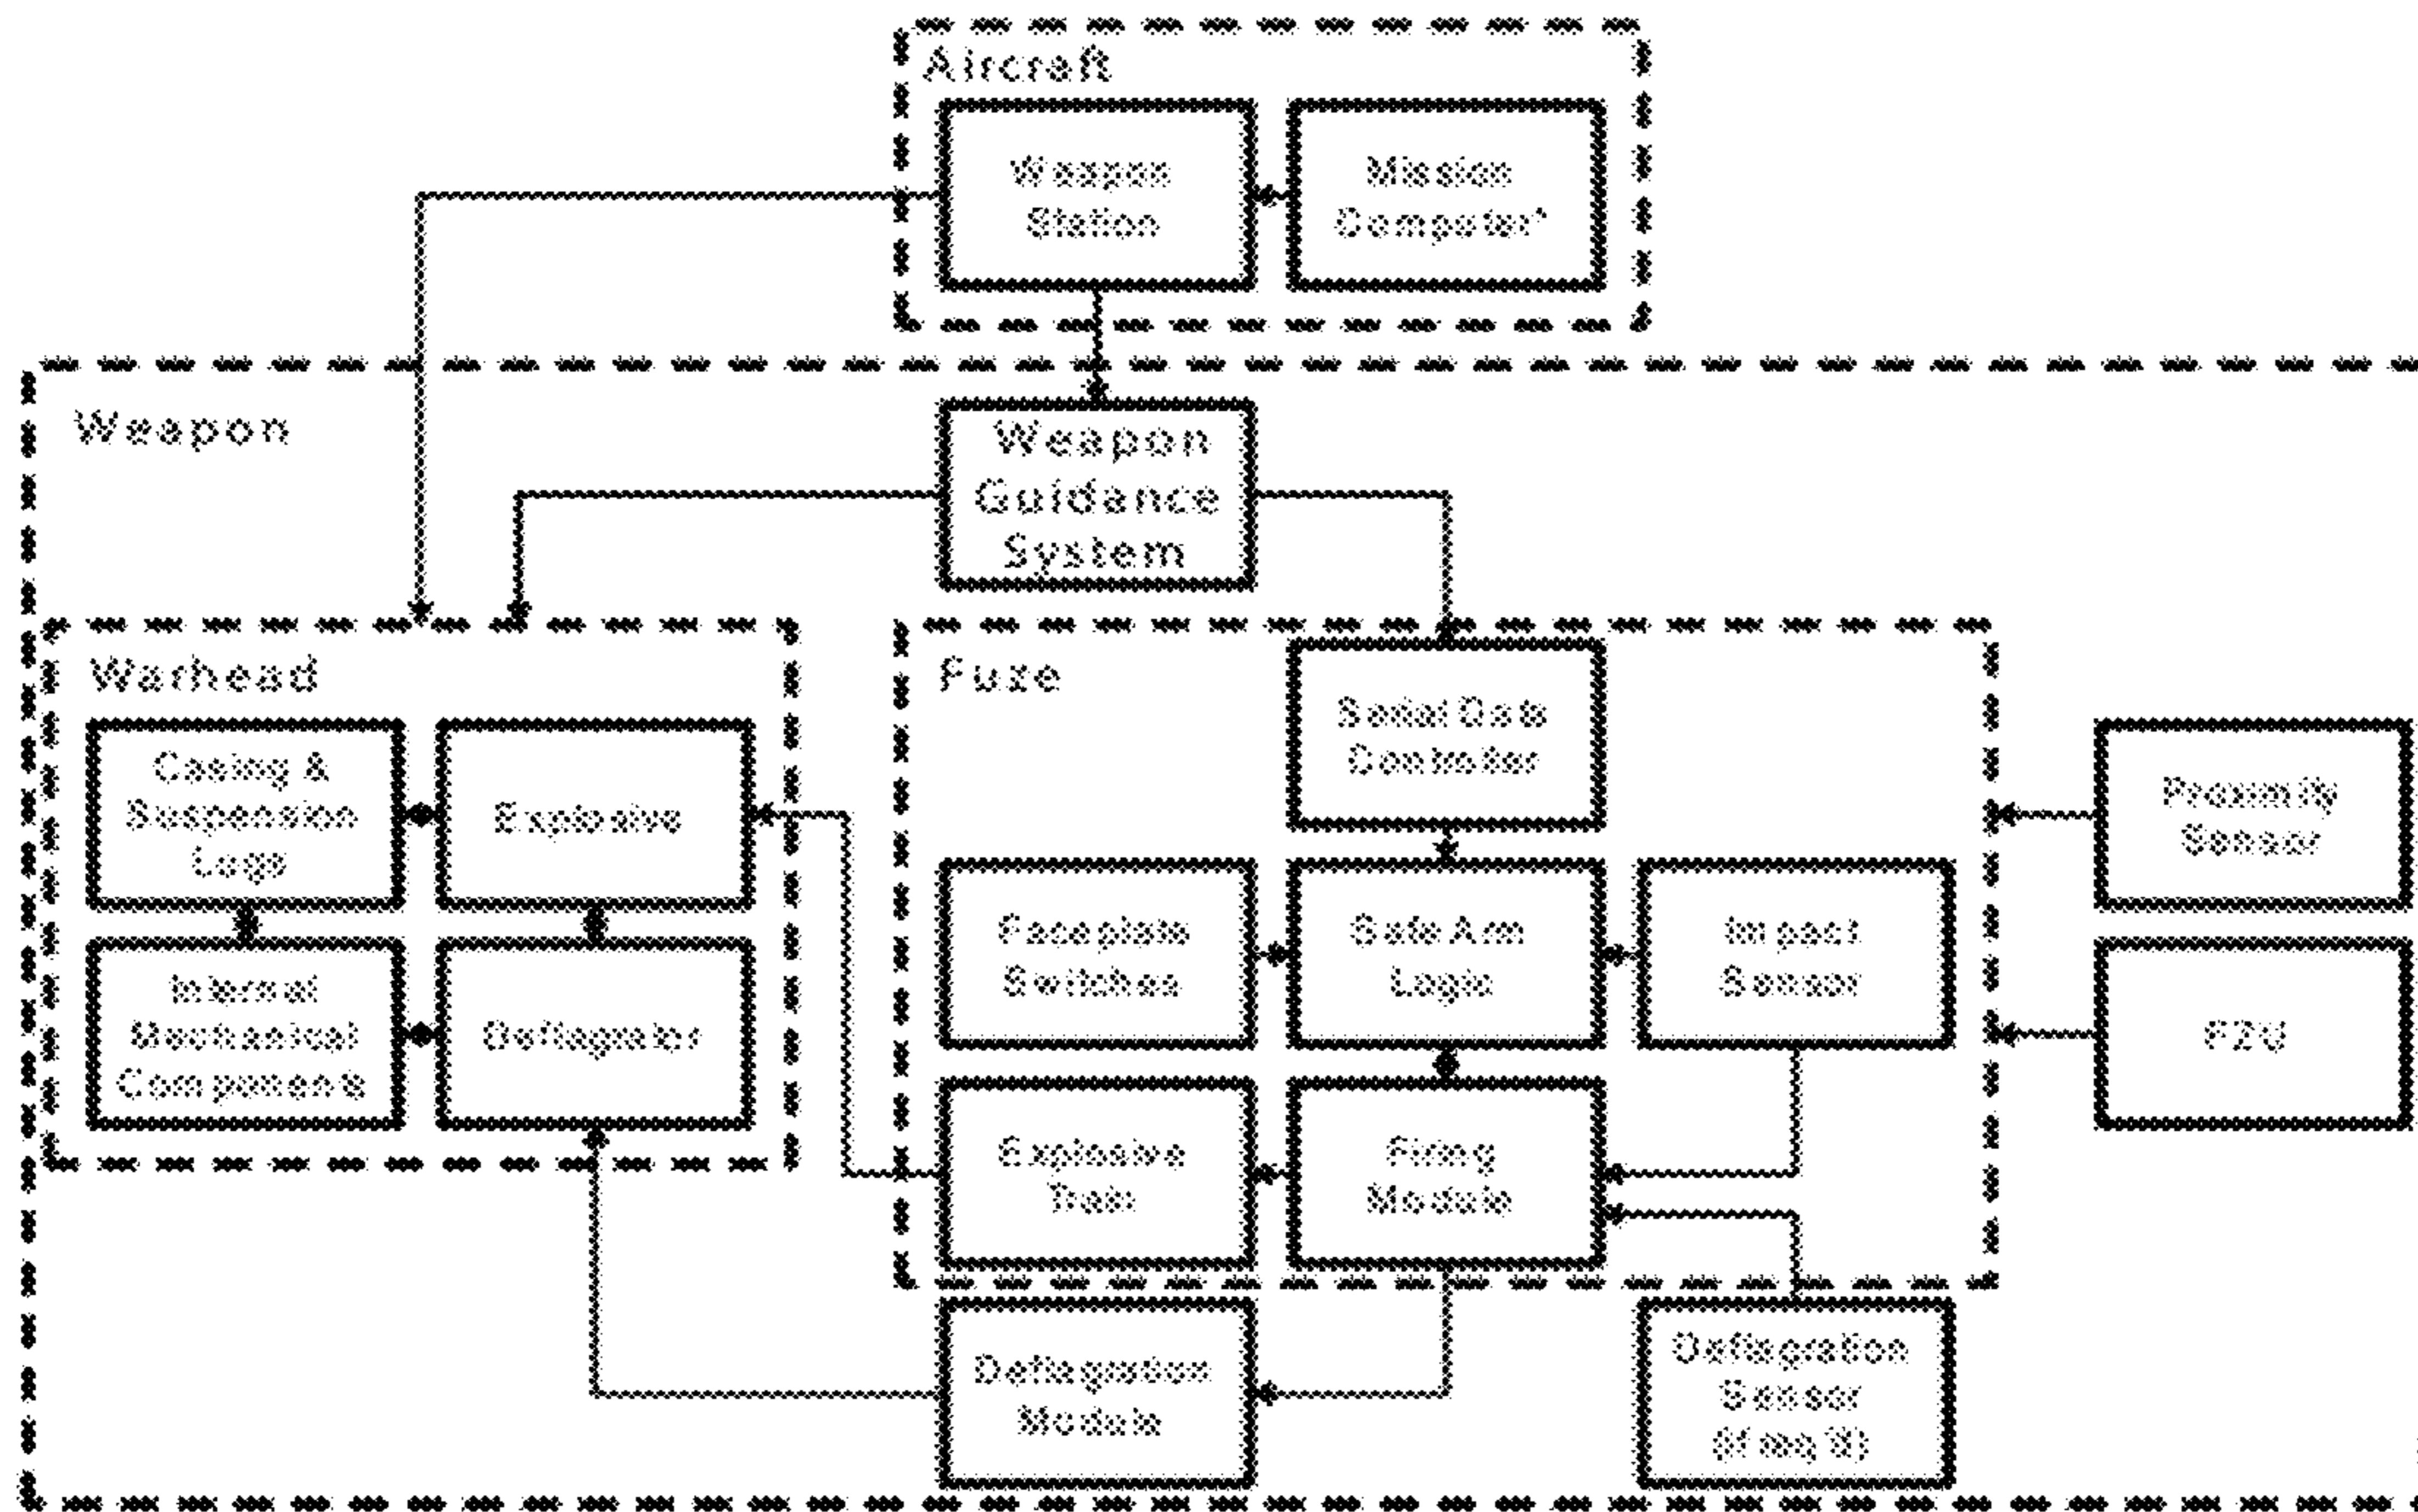 Aircraft
Weapon
Station
Mission
Computer*
Weapon
Weapon
Guidance
System
Warhead
Casing &
Suspension
Lugs
Explosive
Internal
Mechanical
Components
Deflagrator
Fuze
Serial Data
Controller
Faceplate
Switches
Safe Arm
Logic
Impact
Sensor
Explosive
Train
Firing
Module
Proximity
Sensor
FZU
Deflagration
Module
Deflagration
Sensor
(if req'd)